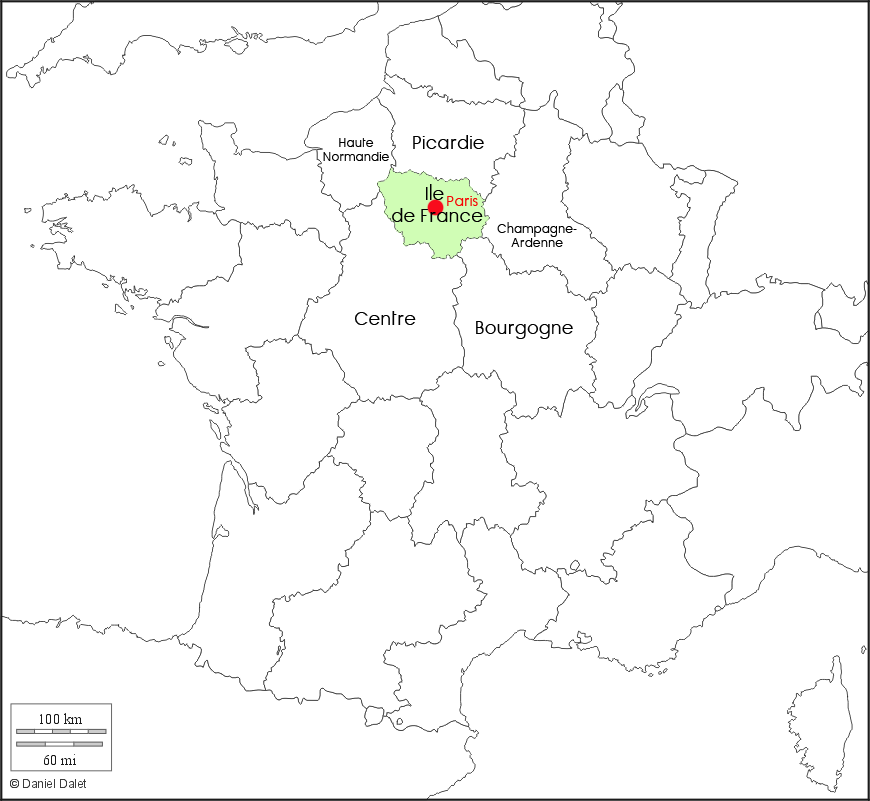 Haute
Normandie
Picardie
Ile
Paris
de France
Champagne-
Ardenne
Centre
Bourgogne
100 km
60 mi
© Daniel Dalet